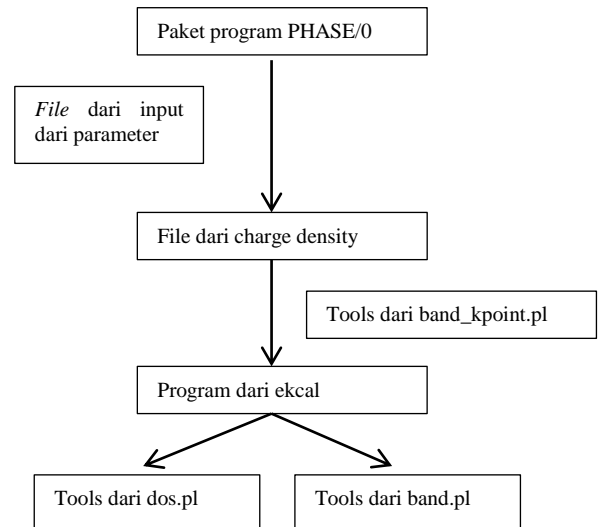 Paket program PHASE/0
File dari input
dari parameter
File dari charge density
Tools dari band_kpoint.pl
Program dari ekcal
Tools dari dos.pl
Tools dari band.pl